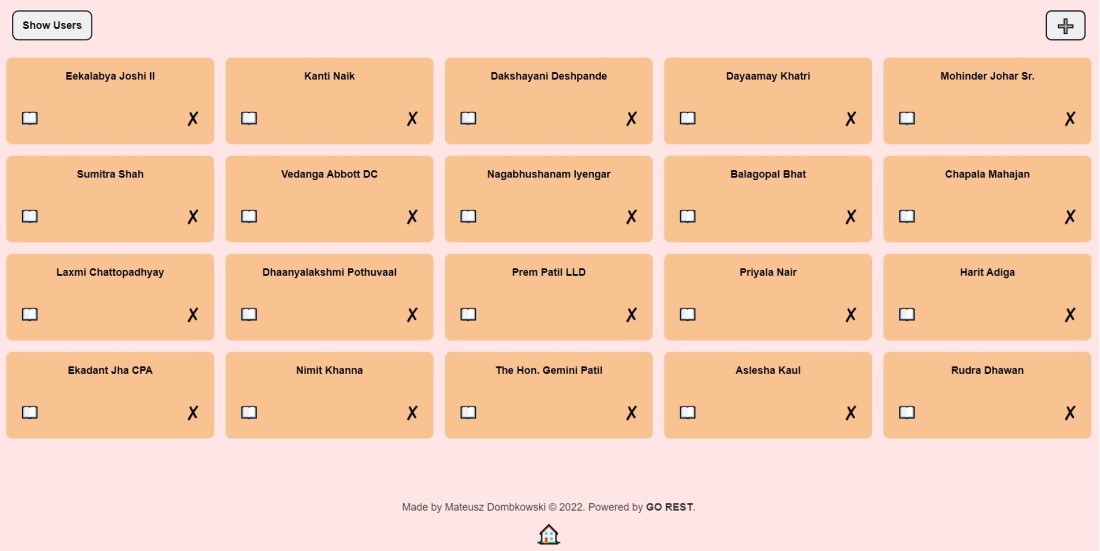 Show Users
Eekalabya Joshi II
Kanti Naik
Dakshayani Deshpande
Dayaamay Khatri
Mohinder Johar Sr.
Sumitra Shah
Vedanga Abbott DC
Nagabhushanam Iyengar
Balagopal Bhat
Chapala Mahajan
Laxmi Chattopadhyay
Dhaanyalakshmi Pothuvaal
Prem Patil LLD
Priyala Nair
Harit Adiga
Ekadant Jha CPA
Nimit Khanna
The Hon. Gemini Patil
Aslesha Kaul
Rudra Dhawan
Made by Mateusz Dombkowski © 2022. Powered by GO REST.